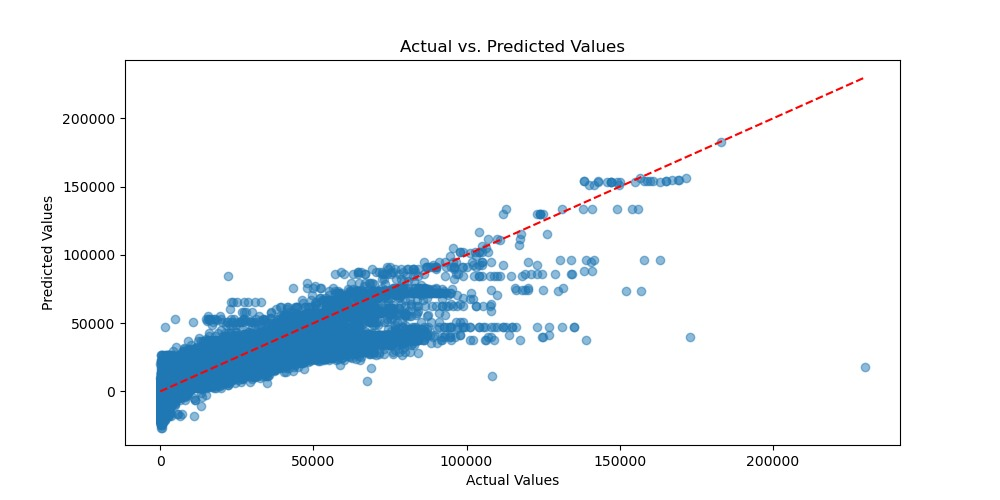 Actual vs. Predicted Values
Predicted Values
200000
150000
100000
50000
0
0 50000 100000 150000 200000
Actual Values